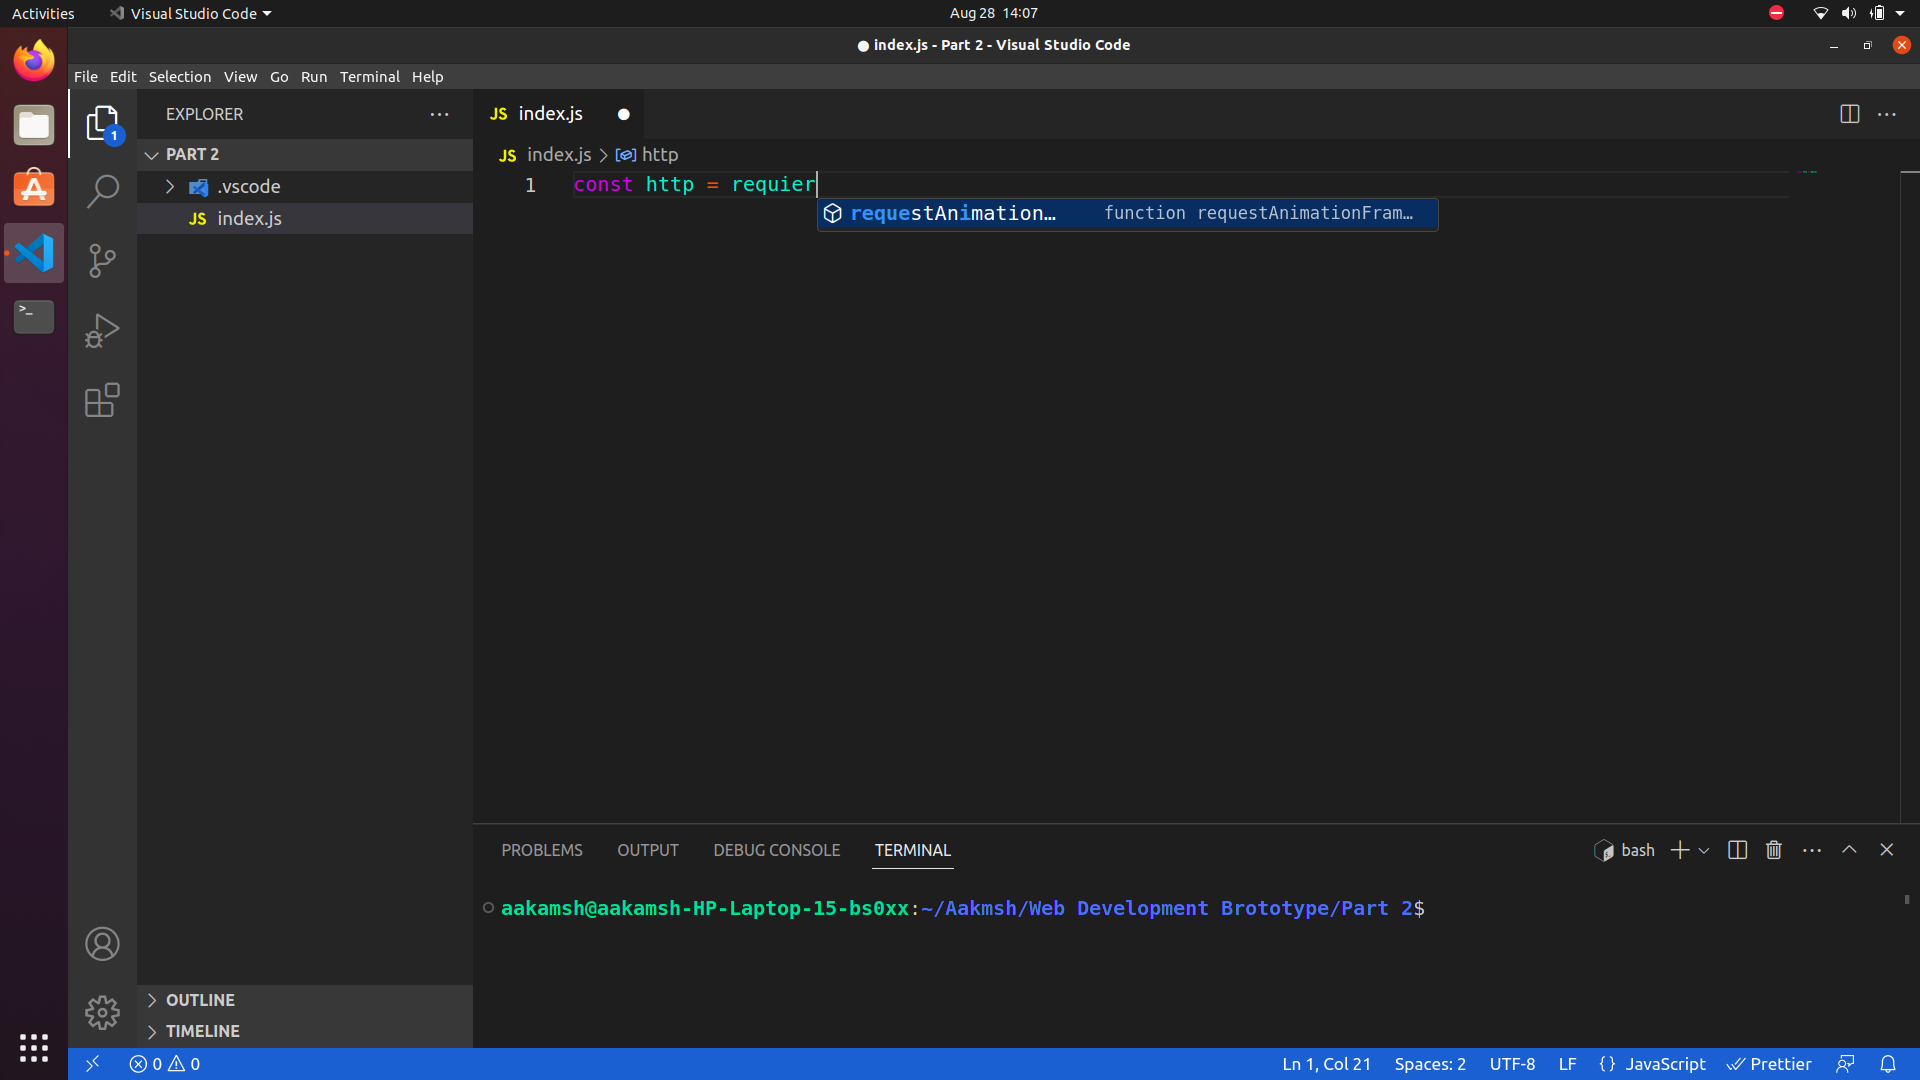 Activities Visual Studio Code Aug 28 14:07
● index.js - Part 2 - Visual Studio Code
File Edit Selection View Go Run Terminal Help
1
EXPLORER ···
PART 2
.vscode
JS index.js
OUTLINE
TIMELINE
JS index.js
JS index.js > http
1 const http = requier
requestAnimation… function requestAnimationFram…
PROBLEMS OUTPUT DEBUG CONSOLE TERMINAL bash
aakamsh@aakamsh-HP-Laptop-15-bs0xx:~/Aakmsh/Web Development Brototype/Part 2$
0 0 Ln 1, Col 21 Spaces: 2 UTF-8 LF {} JavaScript Prettier